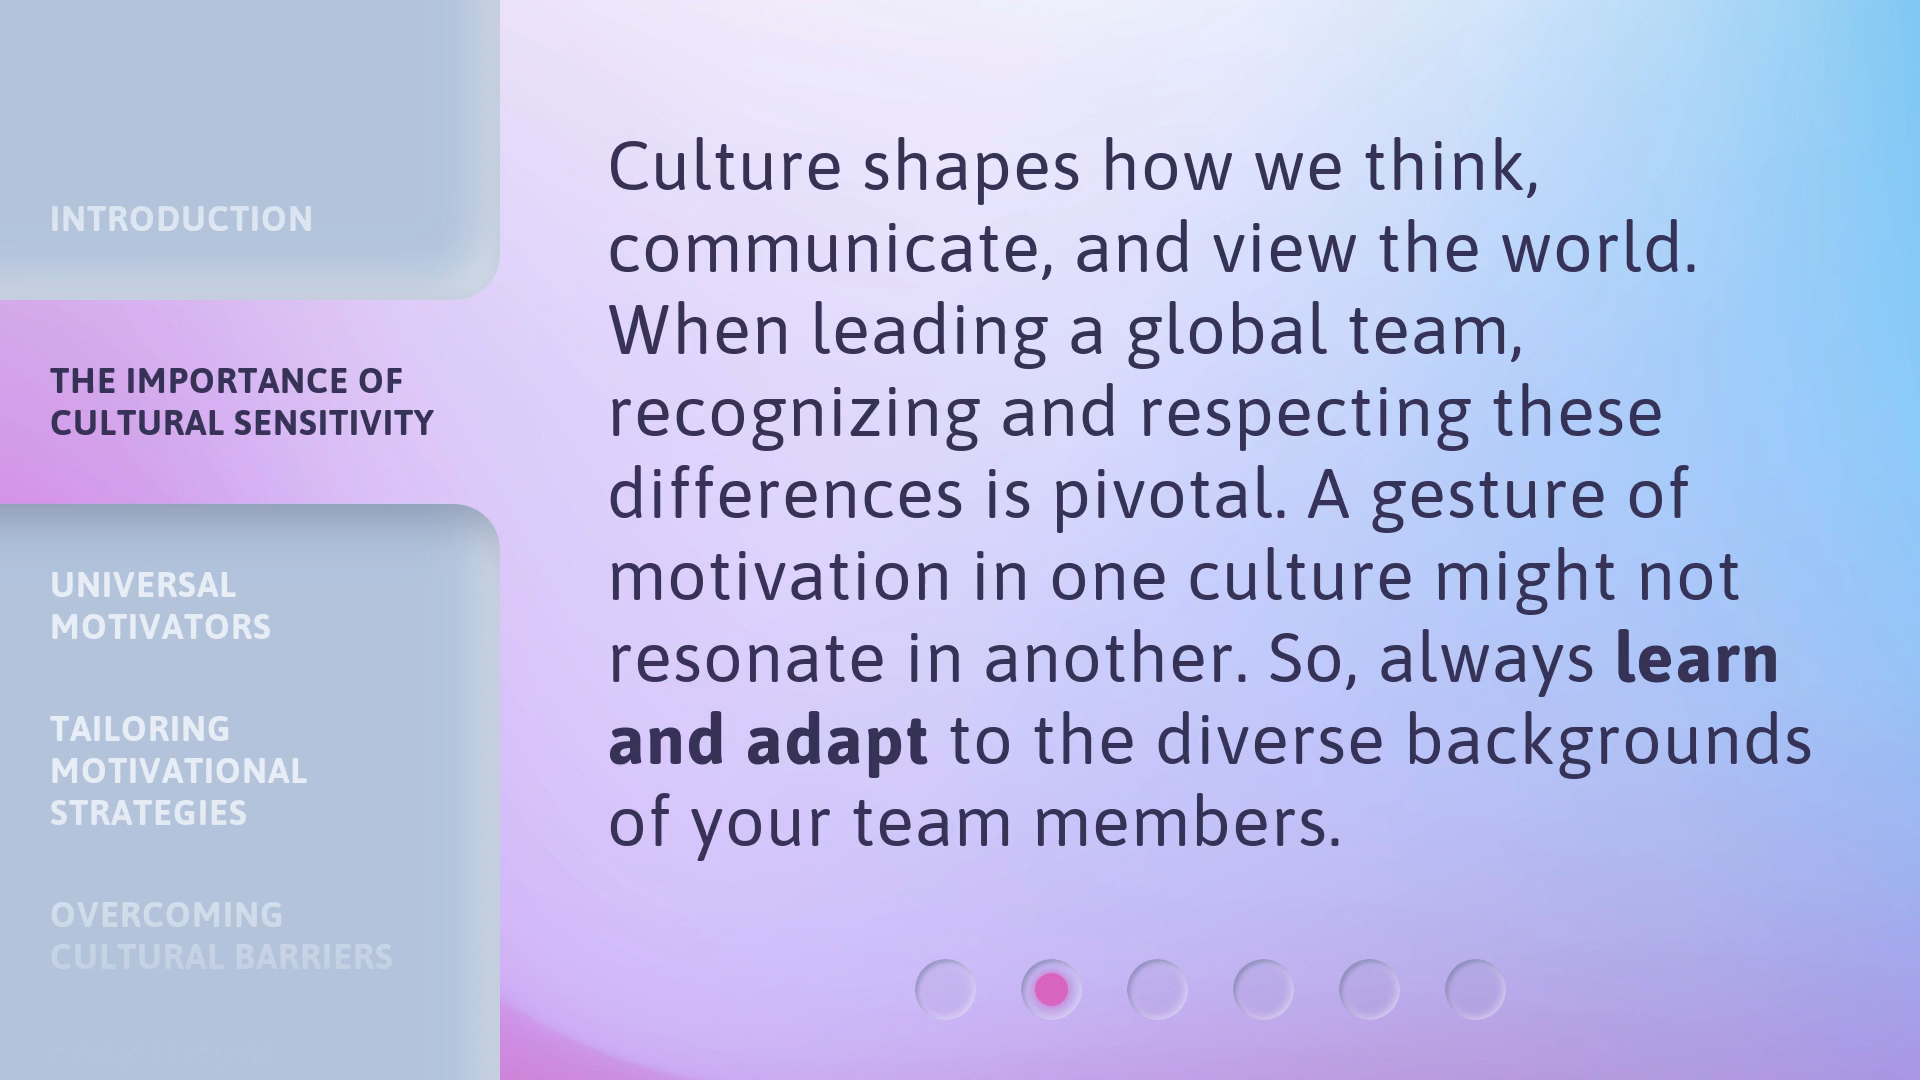 INTRODUCTION
THE IMPORTANCE OF
CULTURAL SENSITIVITY
UNIVERSAL
MOTIVATORS
TAILORING
MOTIVATIONAL
STRATEGIES
OVERCOMING
CULTURAL BARRIERS
CONCLUSION
Culture shapes how we think,
communicate, and view the world.
When leading a global team,
recognizing and respecting these
differences is pivotal. A gesture of
motivation in one culture might not
resonate in another. So, always learn
and adapt to the diverse backgrounds
of your team members.